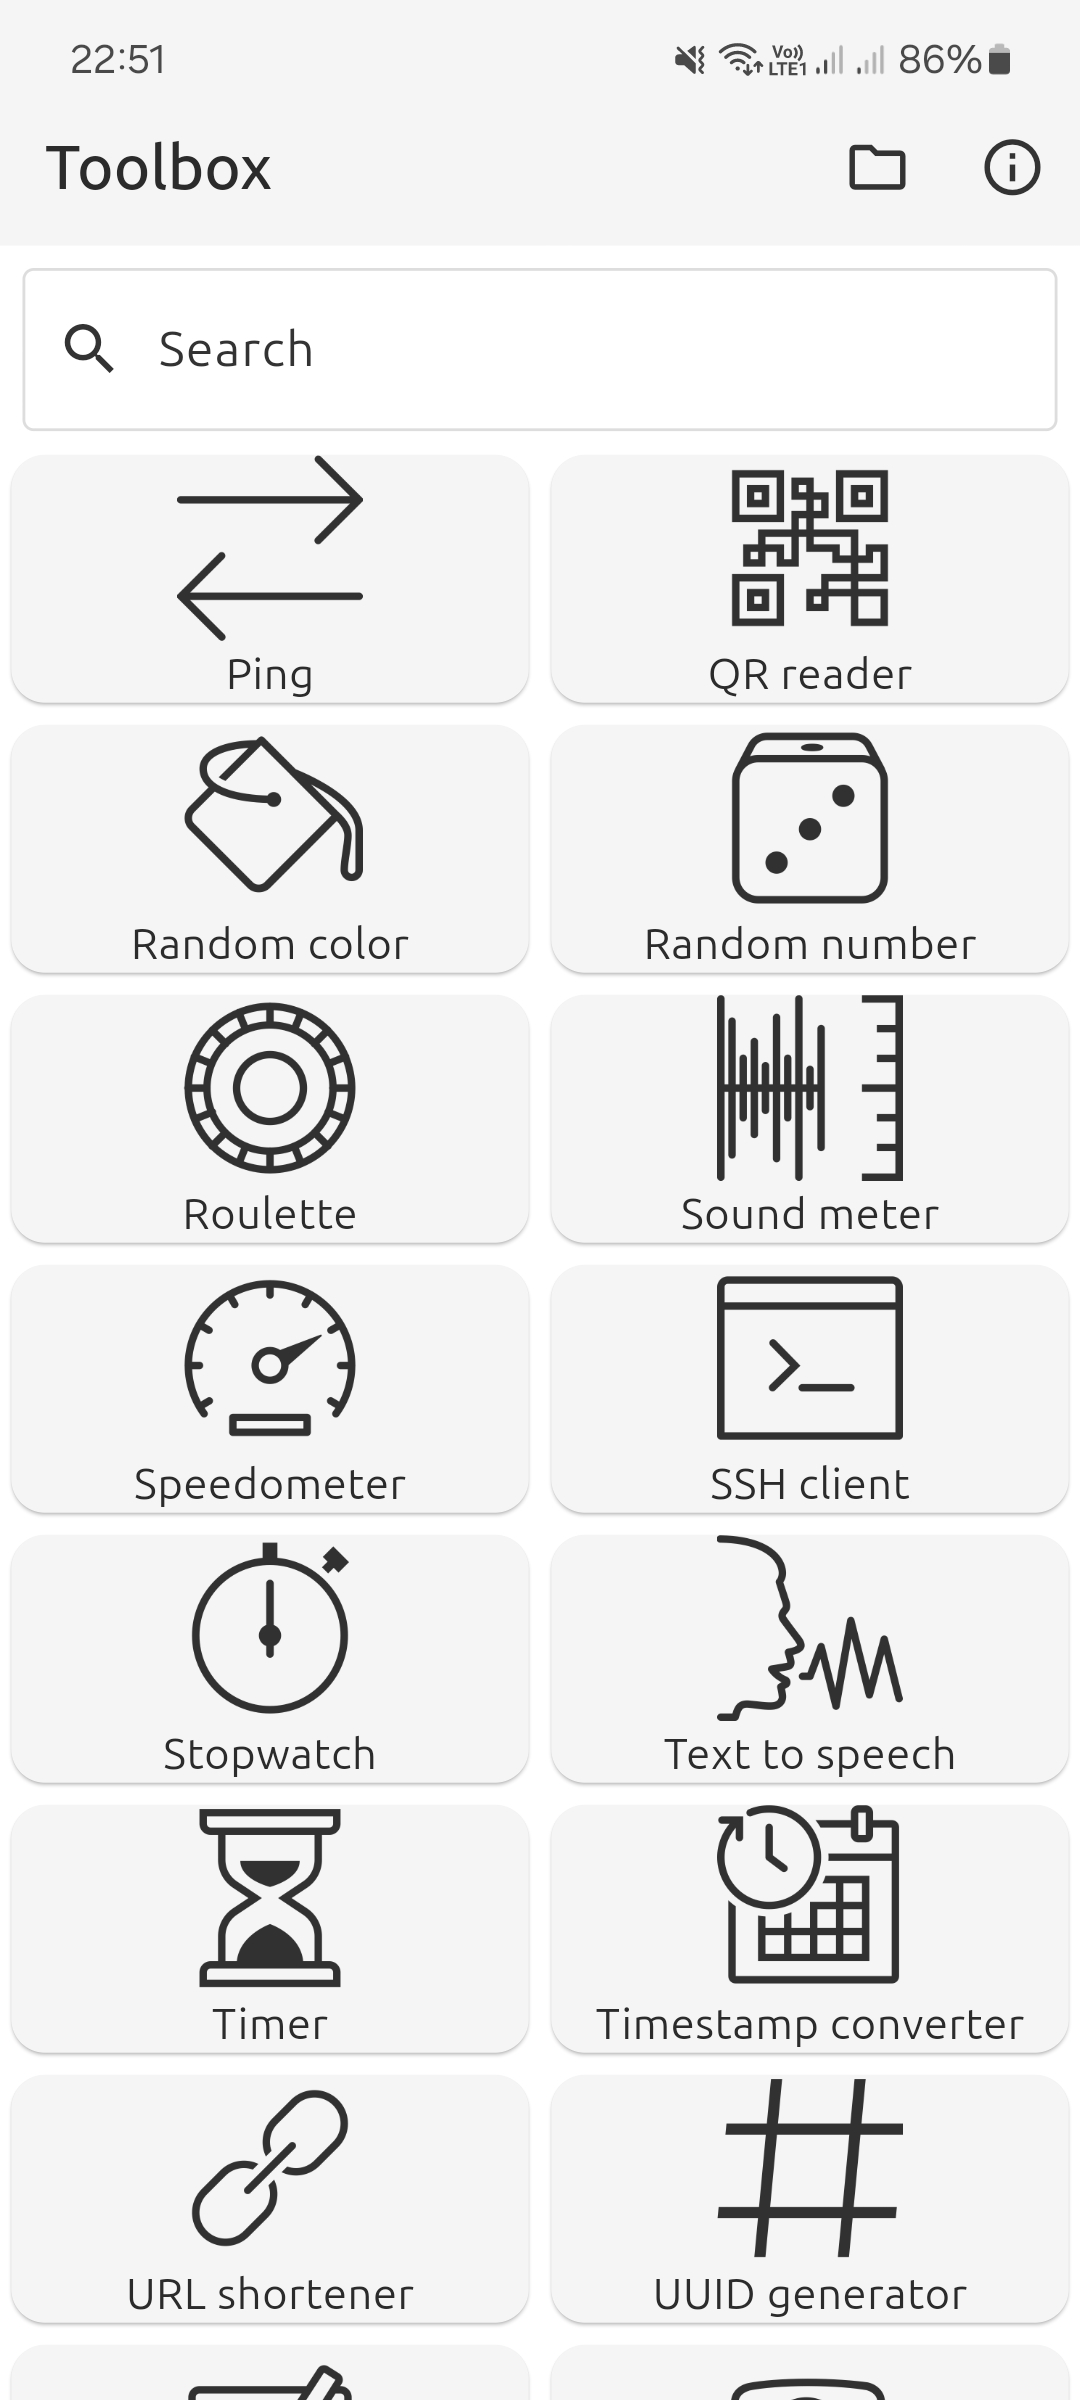 22:51 Vo)) LTE1 86%
Toolbox
Search
Ping QR reader
Random color Random number
Roulette Sound meter
Speedometer SSH client
Stopwatch Text to speech
Timer Timestamp converter
URL shortener UUID generator